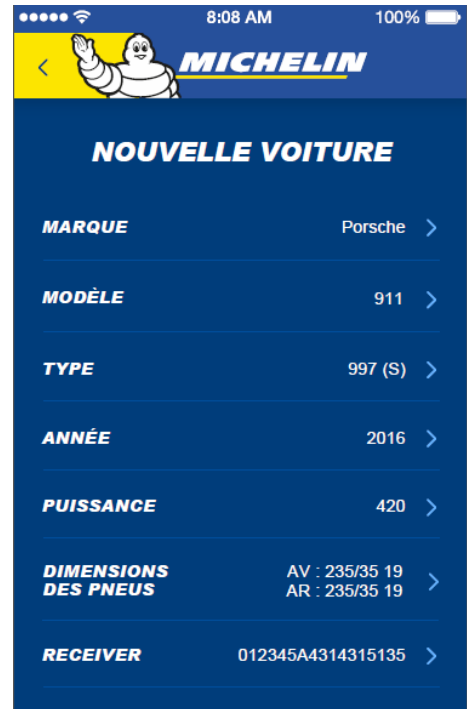 8:08 AM 100%
MICHELIN
NOUVELLE VOITURE
MARQUE Porsche
MODÈLE 911
TYPE 997 (S)
ANNÉE 2016
PUISSANCE 420
DIMENSIONS DES PNEUS
AV : 235/35 19
AR : 235/35 19
RECEIVER 012345A4314315135